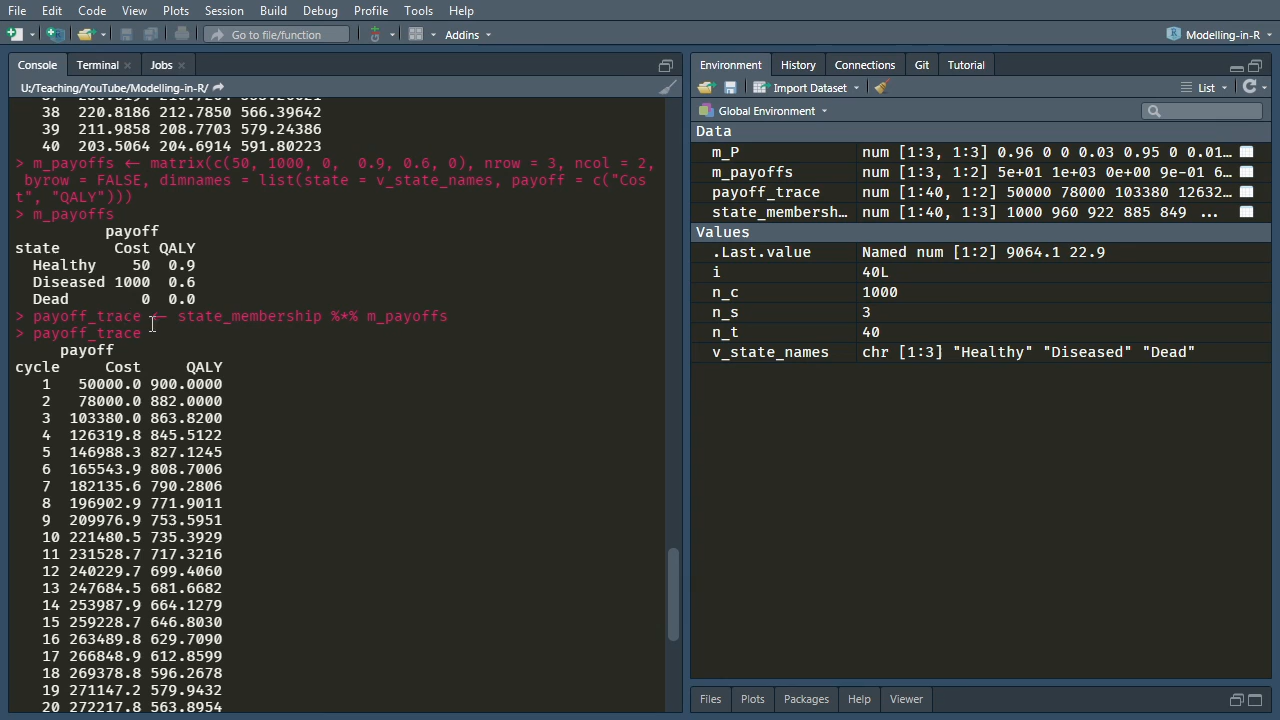 File Edit Code View Plots Session Build Debug Profile Tools Help
Go to file/function Addins Modelling-in-R
Console Terminal Jobs
U:/Teaching/YouTube/Modelling-in-R/
38 220.8186 212.7850 566.39642
39 211.9858 208.7703 579.24386
40 203.5064 204.6914 591.80223
> m_payoffs <- matrix(c(50, 1000, 0,  0.9, 0.6, 0), nrow = 3, ncol = 2,
byrow = FALSE, dimnames = list(state = v_state_names, payoff = c("Cos
t", "QALY")))
> m_payoffs
payoff
state Cost QALY
Healthy 50 0.9
Diseased 1000 0.6
Dead 0 0.0
> payoff_trace <- state_membership %*% m_payoffs
> payoff_trace
payoff
cycle Cost QALY
1 50000.0 900.0000
2 78000.0 882.0000
3 103380.0 863.8200
4 126319.8 845.5122
5 146988.3 827.1245
6 165543.9 808.7006
7 182135.6 790.2806
8 196902.9 771.9011
9 209976.9 753.5951
10 221480.5 735.3929
11 231528.7 717.3216
12 240229.7 699.4060
13 247684.5 681.6682
14 253987.9 664.1279
15 259228.7 646.8030
16 263489.8 629.7090
17 266848.9 612.8599
18 269378.8 596.2678
19 271147.2 579.9432
20 272217.8 563.8954
Environment History Connections Git Tutorial
Import Dataset List
Global Environment
Data
m_P num [1:3, 1:3] 0.96 0 0 0.03 0.95 0 0.01…
m_payoffs num [1:3, 1:2] 5e+01 1e+03 0e+00 9e-01 6…
payoff_trace num [1:40, 1:2] 50000 78000 103380 12632…
state_membersh… num [1:40, 1:3] 1000 960 922 885 849 ...
Values
.Last.value Named num [1:2] 9064.1 22.9
i 40L
n_c 1000
n_s 3
n_t 40
v_state_names chr [1:3] "Healthy" "Diseased" "Dead"
Files Plots Packages Help Viewer